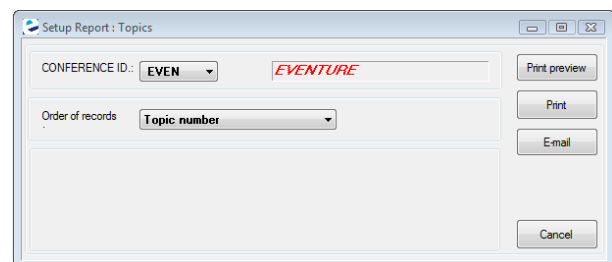 Setup Report : Topics
CONFERENCE ID.: EVEN EVENTURE Print preview
Order of records : Topic number Print
E-mail
Cancel